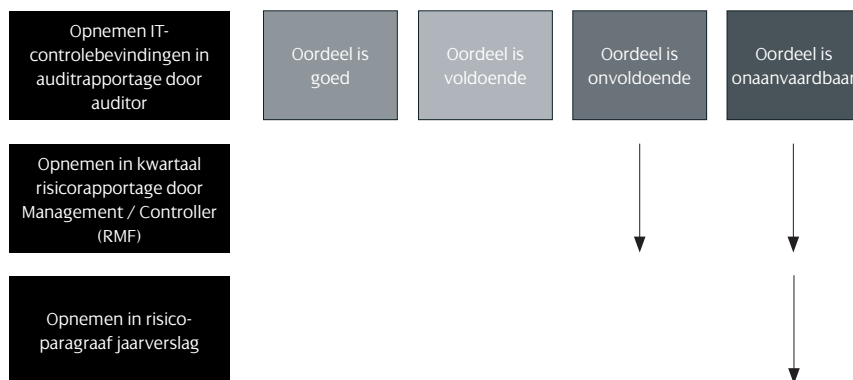 Opnemen IT-
controlebevindingen in
auditrapportage door
auditor
Oordeel is
goed
Oordeel is
voldoende
Oordeel is
onvoldoende
Oordeel is
onaanvaardbaar
Opnemen in kwartaal
risicorapportage door
Management / Controller
(RMF)
Opnemen in risico-
paragraaf jaarverslag